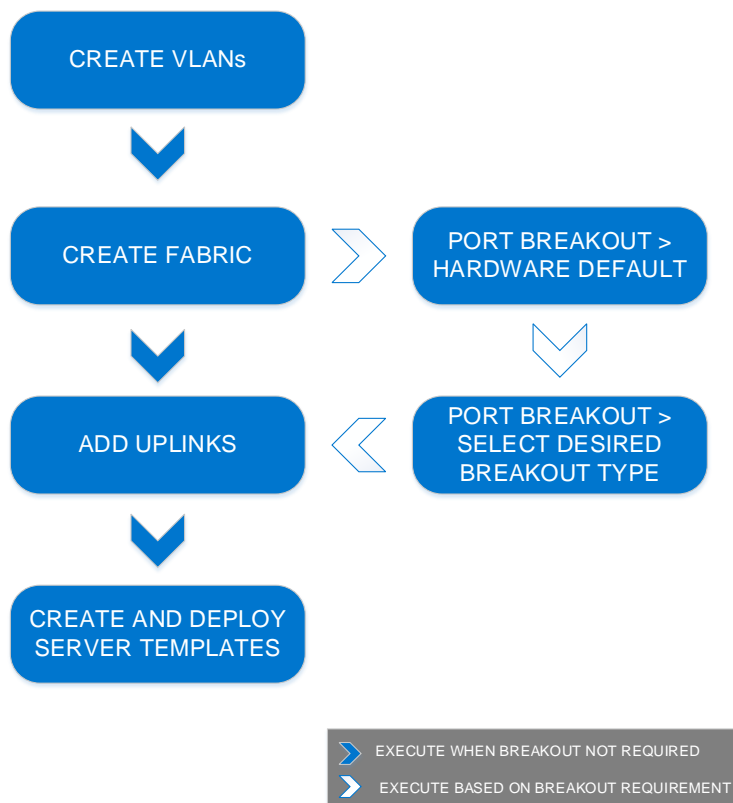 CREATE VLANs
CREATE FABRIC
PORT BREAKOUT >
HARDWARE DEFAULT
ADD UPLINKS
PORT BREAKOUT >
SELECT DESIRED
BREAKOUT TYPE
CREATE AND DEPLOY
SERVER TEMPLATES
EXECUTE WHEN BREAKOUT NOT REQUIRED
EXECUTE BASED ON BREAKOUT REQUIREMENT